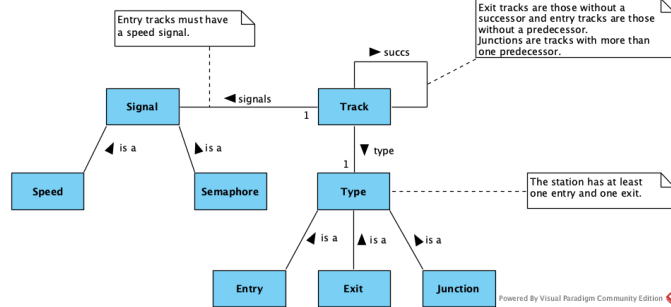 Exit tracks are those without a
successor and entry tracks are those
without a predecessor.
Junctions are tracks with more than
one predecessor.
Entry tracks must have
a speed signal.
succs
signals
Signal
Track
1
is a
is a
type
1
Speed
Semaphore
Type
The station has at least
one entry and one exit.
is a
is a
is a
Entry
Exit
Junction
Powered By Visual Paradigm Community Edition